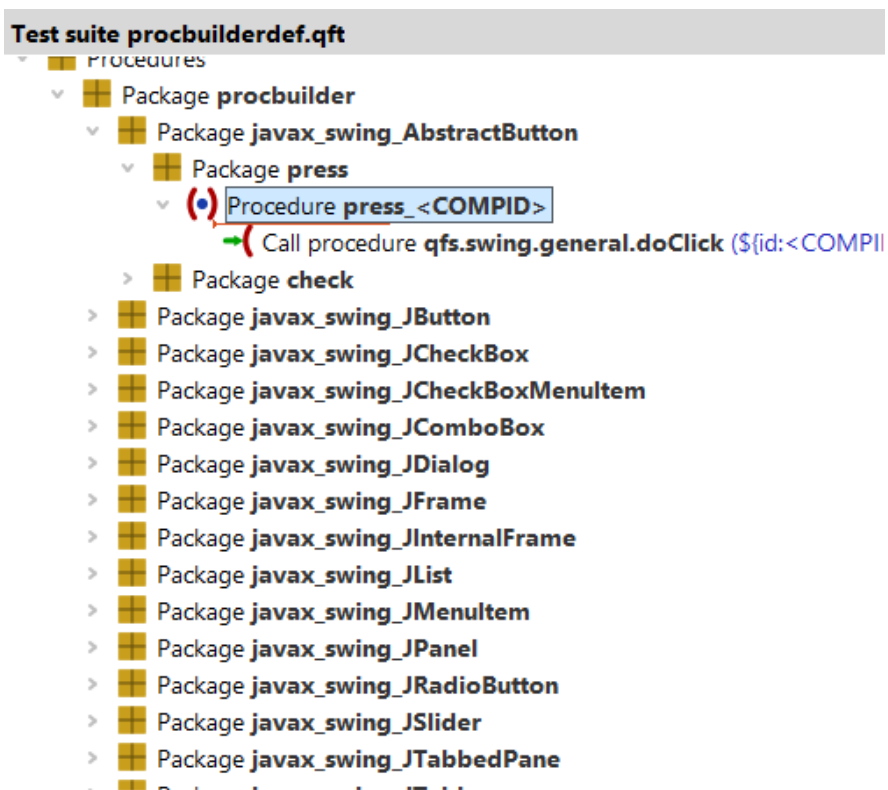 Test suite procbuilderdef.qft
Procedures
Package procbuilder
Package javax_swing_AbstractButton
Package press
Procedure press_<COMPID>
Call procedure qfs.swing.general.doClick (${id:<COMPI
Package check
Package javax_swing_JButton
Package javax_swing_JCheckBox
Package javax_swing_JCheckBoxMenuItem
Package javax_swing_JComboBox
Package javax_swing_JDialog
Package javax_swing_JFrame
Package javax_swing_JInternalFrame
Package javax_swing_JList
Package javax_swing_JMenuItem
Package javax_swing_JPanel
Package javax_swing_JRadioButton
Package javax_swing_JSlider
Package javax_swing_JTabbedPane